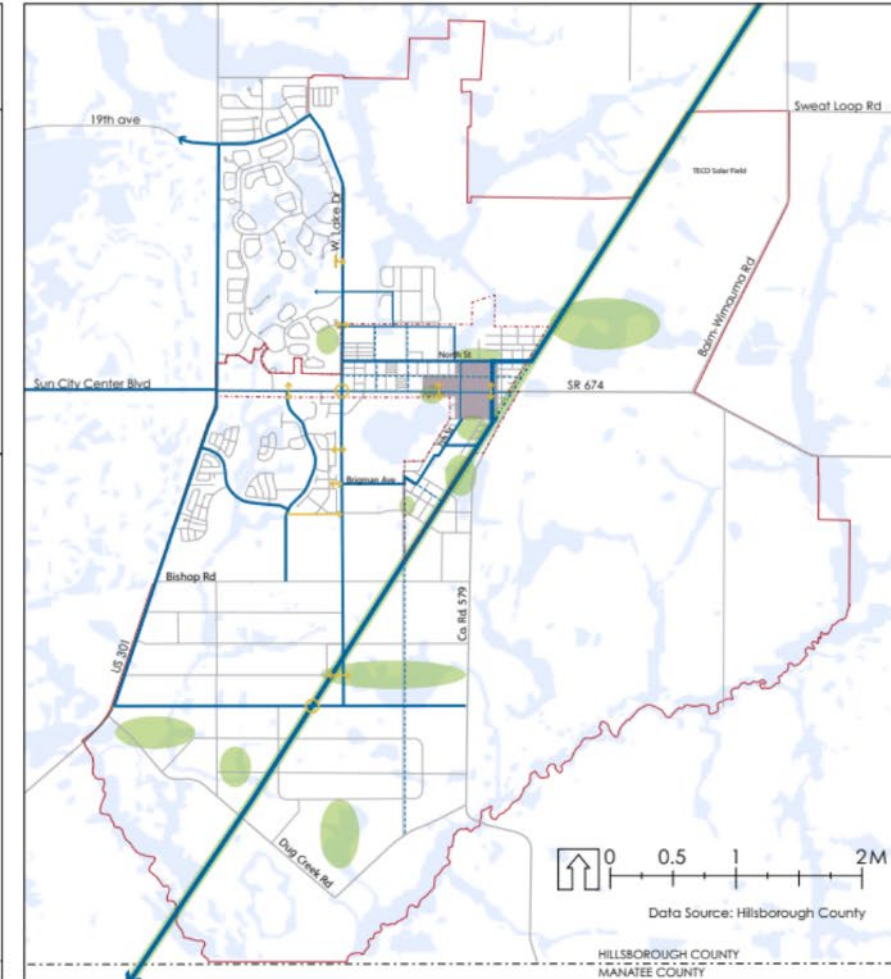 19th ave
Sweat Loop Rd
TECO Solar Field
W. Lake Dr
Balm-Wimauma Rd
North St
Sun City Center Blvd
SR 674
Brigman Ave
Bishop Rd
Co. Rd. 579
US 301
Dug Creek Rd
0 0.5 1 2M
Data Source: Hillsborough County
HILLSBOROUGH COUNTY
MANATEE COUNTY